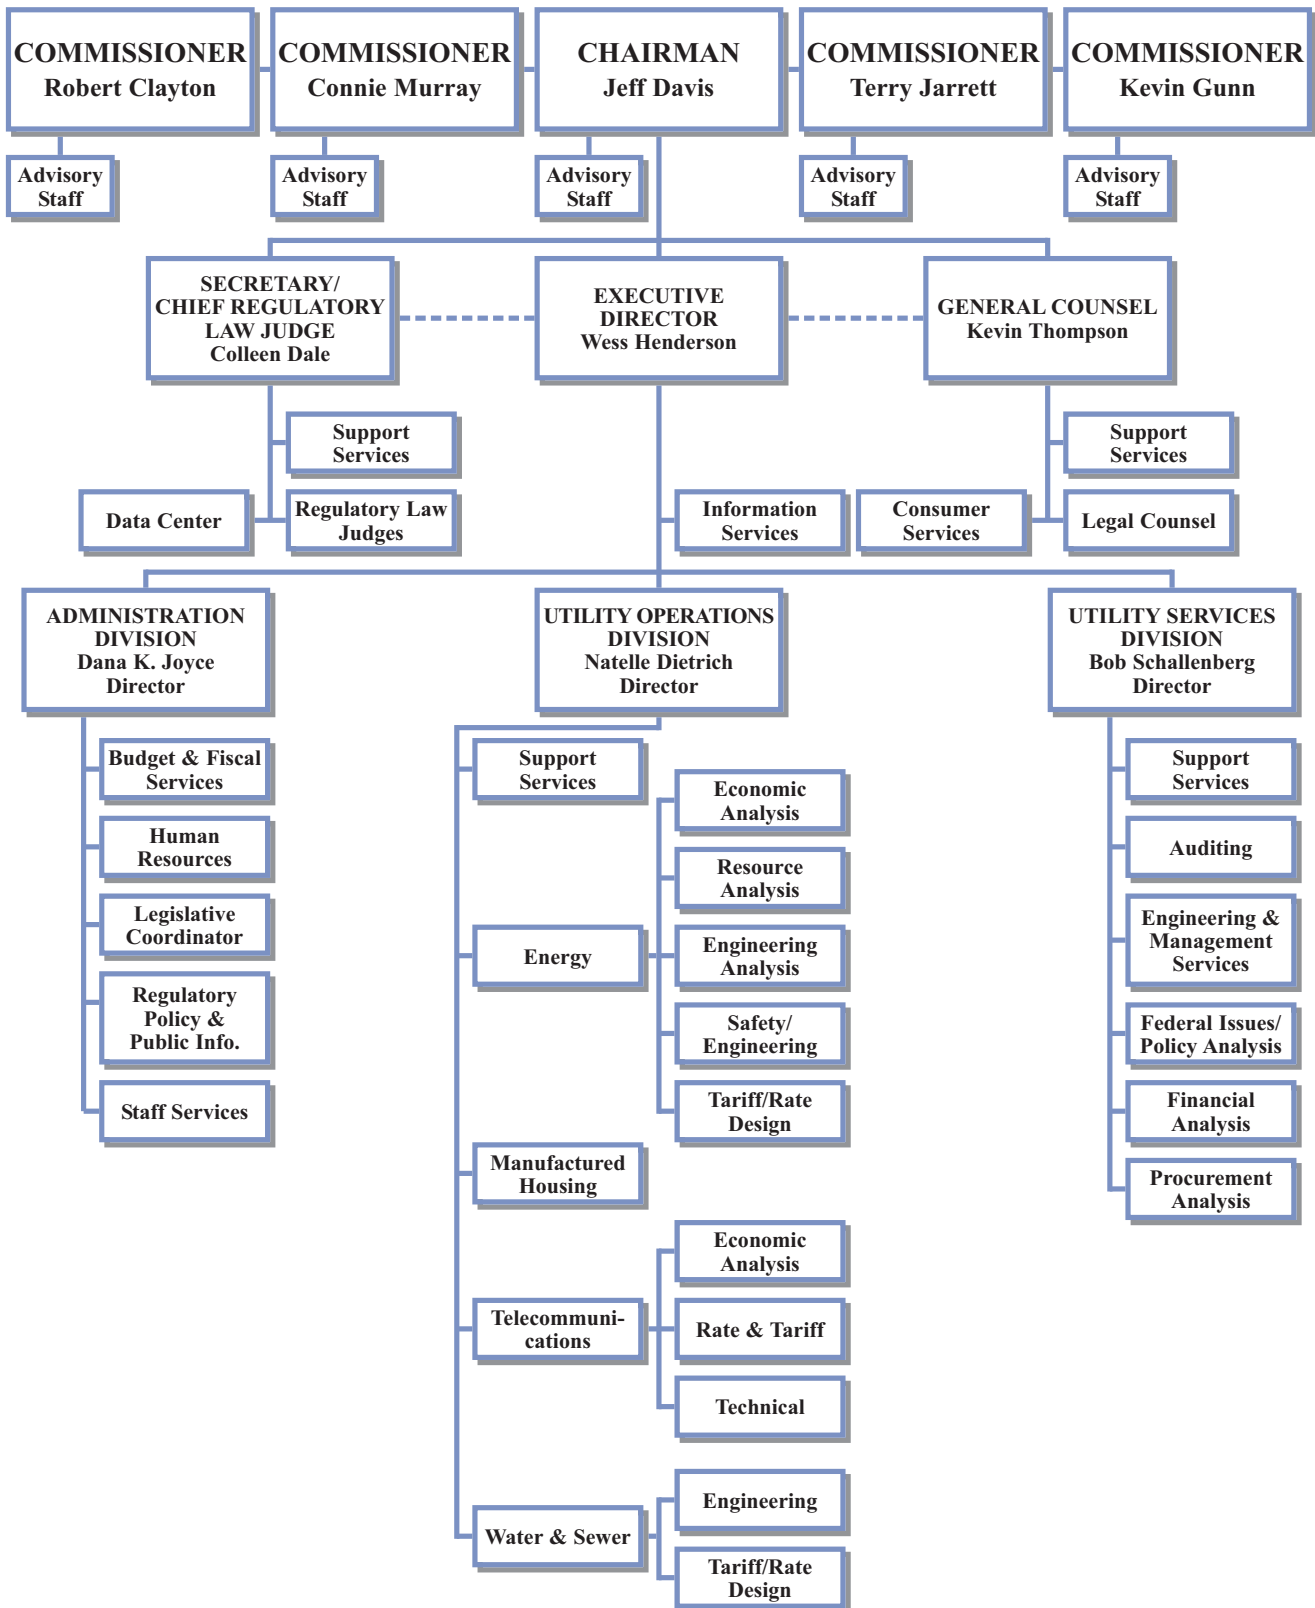 COMMISSIONER
Robert Clayton
COMMISSIONER
Connie Murray
CHAIRMAN
Jeff Davis
COMMISSIONER
Terry Jarrett
COMMISSIONER
Kevin Gunn
Advisory
Staff
Advisory
Staff
Advisory
Staff
Advisory
Staff
Advisory
Staff
SECRETARY/
CHIEF REGULATORY
LAW JUDGE
Colleen Dale
EXECUTIVE
DIRECTOR
Wess Henderson
GENERAL COUNSEL
Kevin Thompson
Support
Services
Data Center
Regulatory Law
Judges
Information
Services
Support
Services
Consumer
Services
Legal Counsel
ADMINISTRATION
DIVISION
Dana K. Joyce
Director
Budget & Fiscal
Services
Human
Resources
Legislative
Coordinator
Regulatory
Policy &
Public Info.
Staff Services
UTILITY OPERATIONS
DIVISION
Natelle Dietrich
Director
Support
Services
Energy
Economic
Analysis
Resource
Analysis
Engineering
Analysis
Safety/
Engineering
Tariff/Rate
Design
Manufactured
Housing
Telecommuni-
cations
Economic
Analysis
Rate & Tariff
Technical
Water & Sewer
Engineering
Tariff/Rate
Design
UTILITY SERVICES
DIVISION
Bob Schallenberg
Director
Support
Services
Auditing
Engineering &
Management
Services
Federal Issues/
Policy Analysis
Financial
Analysis
Procurement
Analysis